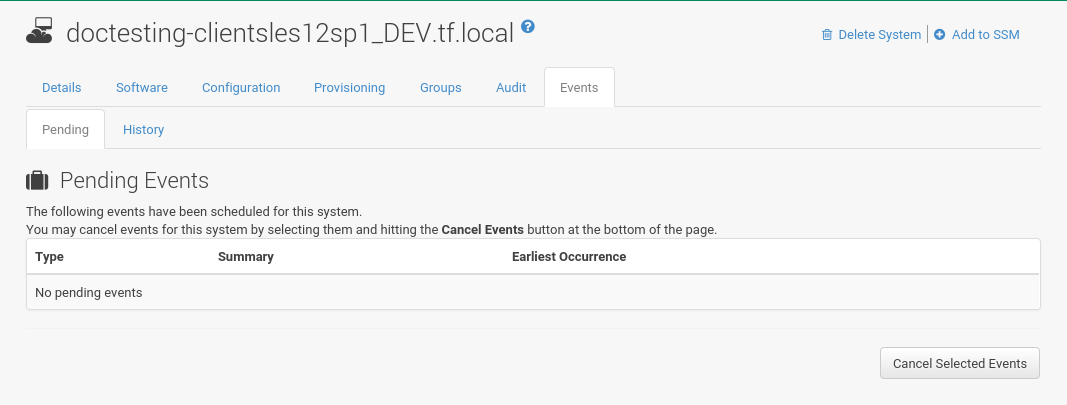 doctesting-clientsles12sp1_DEV.tf.local ?
Delete System | Add to SSM
Details Software Configuration Provisioning Groups Audit Events
Pending History
Pending Events
The following events have been scheduled for this system.
You may cancel events for this system by selecting them and hitting the Cancel Events button at the bottom of the page.
Type Summary Earliest Occurrence
No pending events
Cancel Selected Events